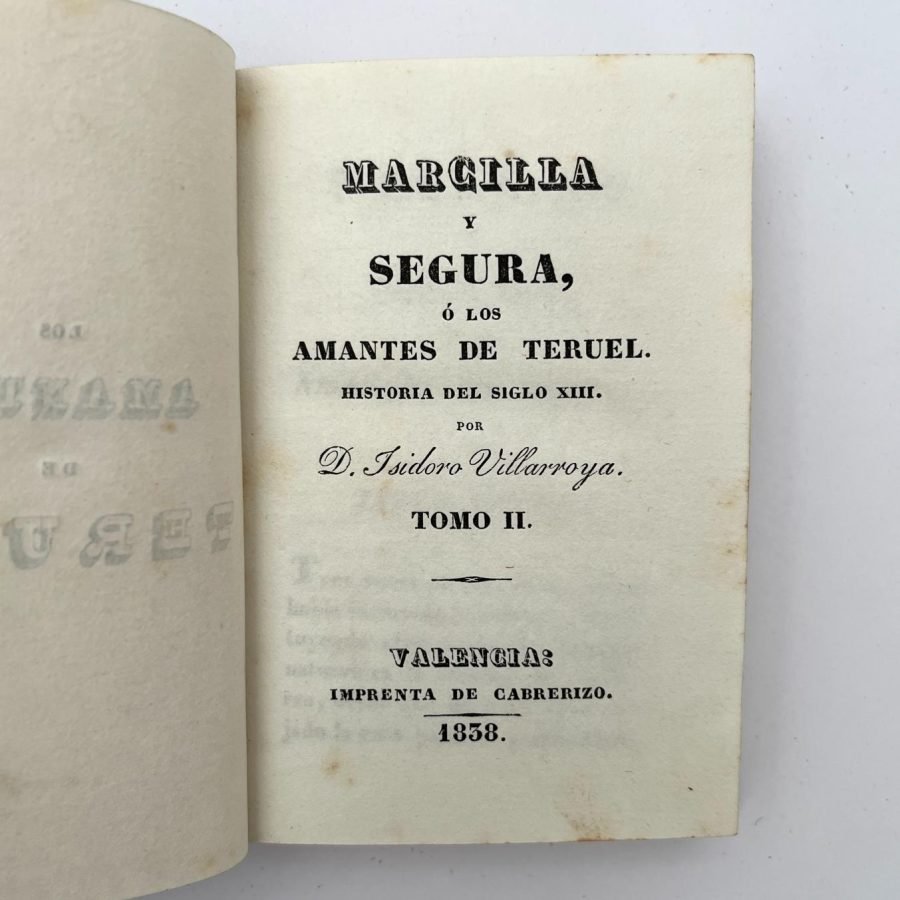 MARCILLA
Y
SEGURA,
Ó LOS
AMANTES DE TERUEL.
HISTORIA DEL SIGLO XIII.
POR
D. Isidoro Villarroya.
TOMO II.
VALENCIA:
IMPRENTA DE CABRERIZO.
1838.